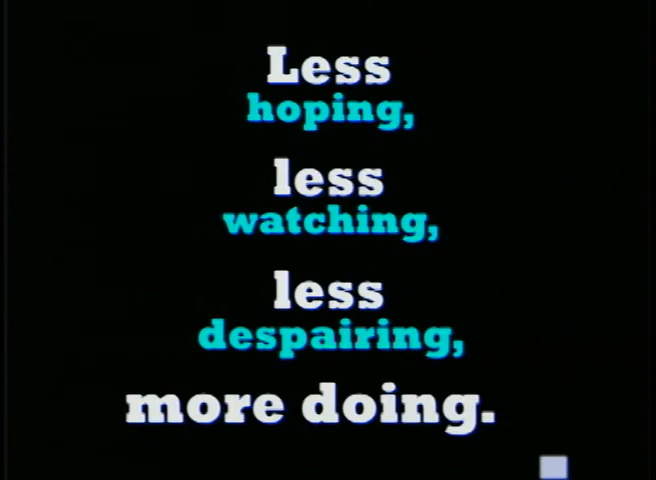 Less
hoping,
less
watching,
less
despairing,
more doing.